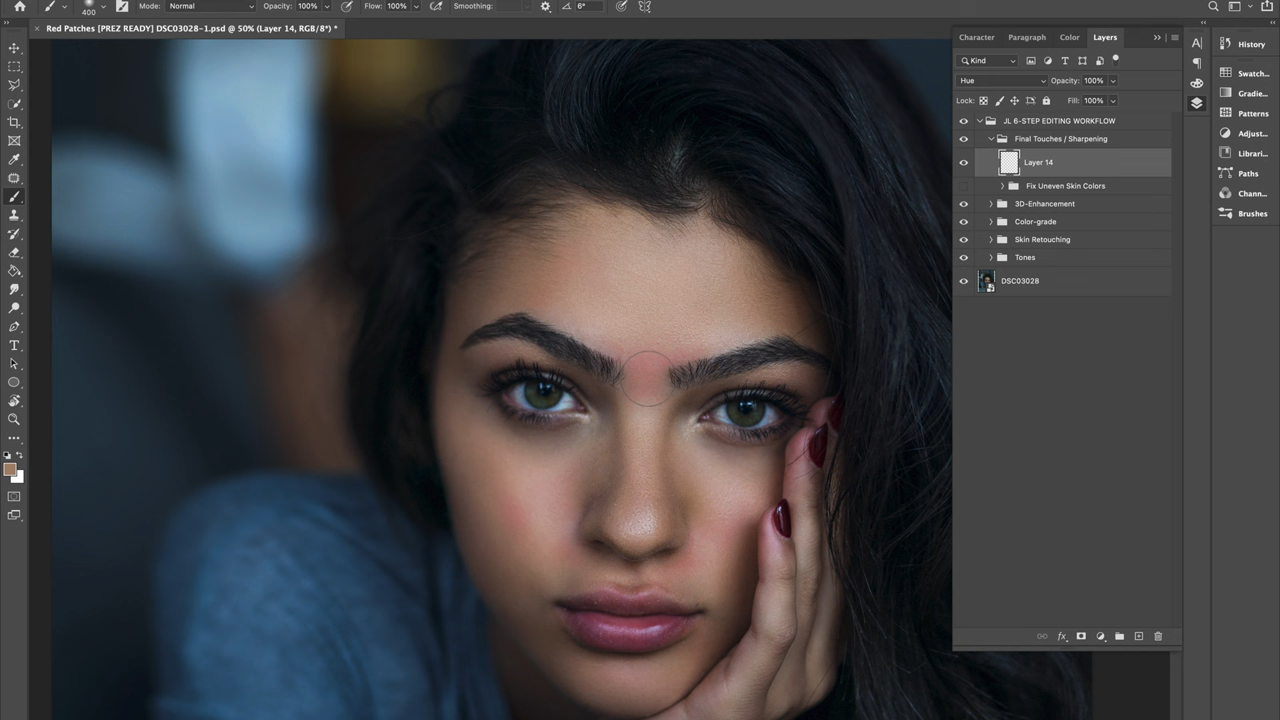 Mode: Normal Opacity: 100% Flow: 100% Smoothing: 6°
400
Red Patches [PREZ READY] DSC03028-1.psd @ 50% (Layer 14, RGB/8*) *
Character Paragraph Color Layers
Kind
Hue Opacity: 100%
Lock: Fill: 100%
JL 6-STEP EDITING WORKFLOW
Final Touches / Sharpening
Layer 14
Fix Uneven Skin Colors
3D-Enhancement
Color-grade
Skin Retouching
Tones
DSC03028
History
Swatch...
Gradie...
Patterns
Adjust...
Librari...
Paths
Chann...
Brushes